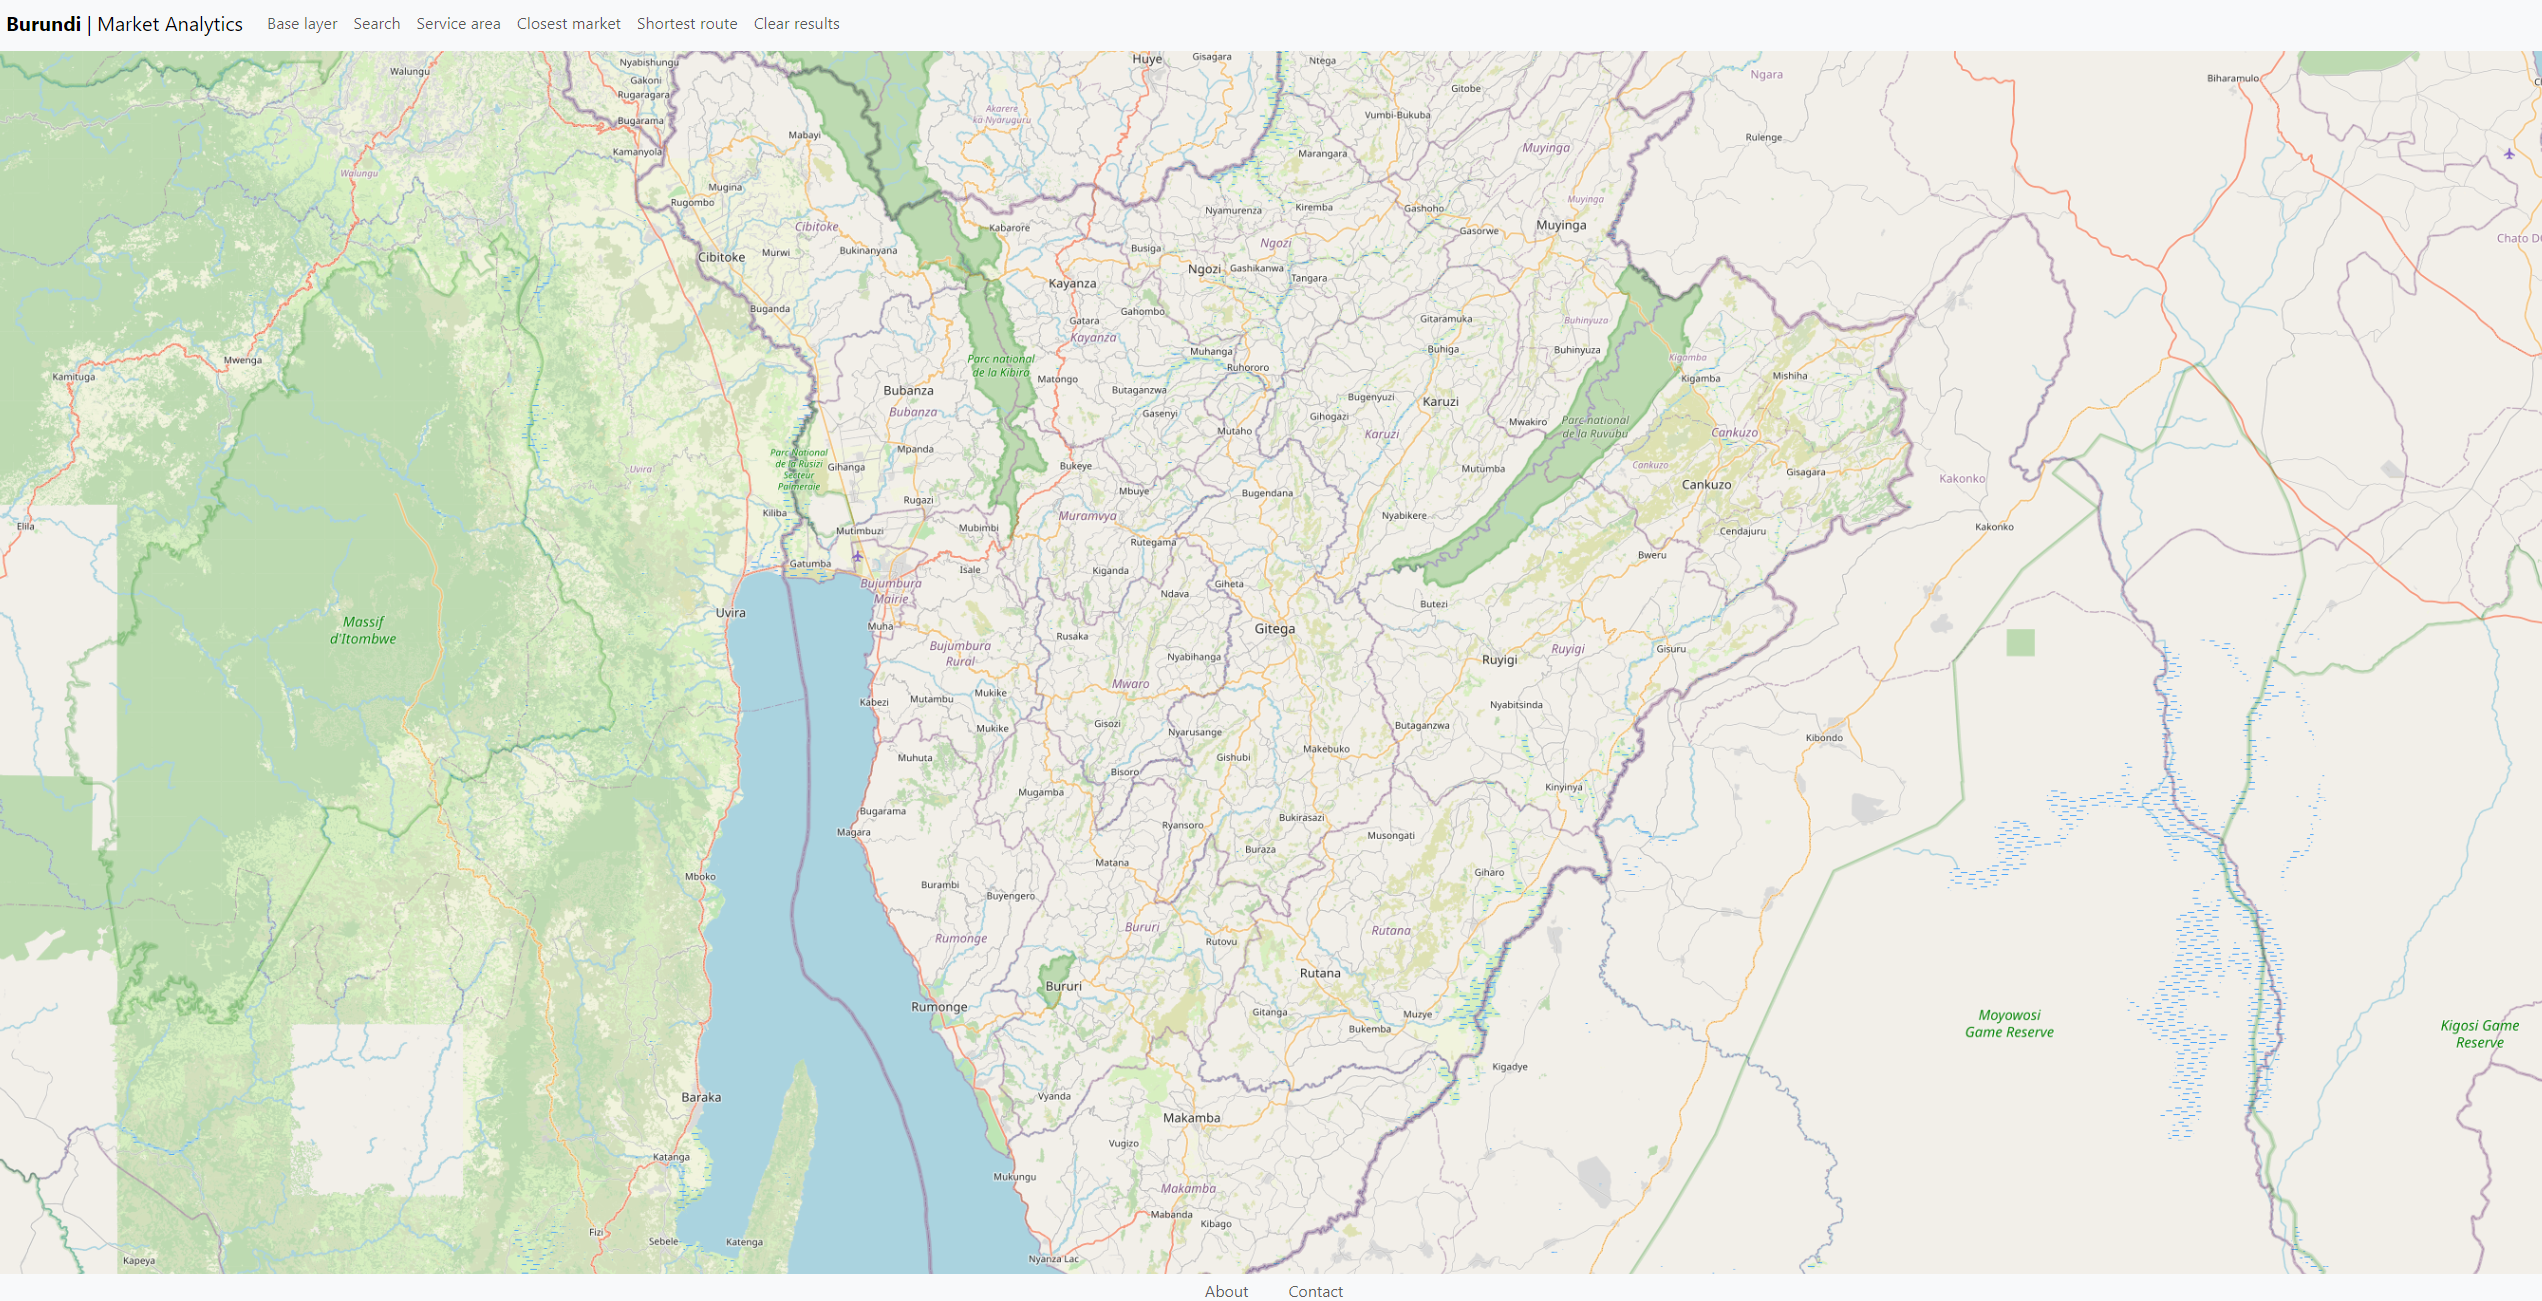 Burundi | Market Analytics
Base layer
Search
Service area
Closest market
Shortest route
Clear results
Walungu
Nyabishungu
Gakoni
Rugaragara
Bugarama
Kamanyola
Mabayi
Huye
Gisagara
Akarere
ka Nyaruguru
Ntega
Gitobe
Vumbi-Bukuba
Marangara
Muyinga
Ngara
Rulenge
Biharamulo
Walungu
Mugina
Rugombo
Cibitoke
Cibitoke
Murwi
Bukinanyana
Kabarore
Nyamurenza
Kiremba
Gashoho
Muyinga
Muyinga
Gasorwe
Busiga
Ngozi
Ngozi
Gashikanwa
Tangara
Kayanza
Buganda
Gatara
Gahombo
Kayanza
Gitaramuka
Buhinyuza
Buhiga
Buhinyuza
Muhanga
Ruhororo
Kigamba
Kigamba
Mishiha
Mwenga
Kamituga
Parc national
de la Kibira
Matongo
Bubanza
Bubanza
Butaganzwa
Gasenyi
Bugenyuzi
Karuzi
Gihogazi
Karuzi
Mutaho
Mwakiro
Parc national
de la Ruvubu
Cankuzo
Cankuzo
Cankuzo
Gisagara
Kakonko
Kakonko
Uvira
Parc National
de la Rusizi
Secteur
Palmeraie
Gihanga
Mpanda
Bukeye
Mutumba
Mbuye
Bugendana
Rugazi
Kiliba
Mutimbuzi
Mubimbi
Muramvya
Nyabikere
Rutegama
Cendajuru
Bweru
Elila
Gatumba
Isale
Kiganda
Giheta
Bujumbura
Mairie
Ndava
Butezi
Uvira
Muha
Massif
d'Itombwe
Rusaka
Gitega
Bujumbura
Rural
Nyabihanga
Ruyigi
Ruyigi
Gisuru
Mwaro
Kabezi
Mutambu
Mukike
Mukike
Gisozi
Nyarusange
Butaganzwa
Nyabitsinda
Kibondo
Muhuta
Bisoro
Gishubi
Makebuko
Mugamba
Kinyinya
Bugarama
Magara
Ryansoro
Bukirasazi
Musongati
Matana
Buraza
Mboko
Burambi
Buyengero
Giharo
Rumonge
Bururi
Rutovu
Rutana
Bururi
Rutana
Rumonge
Gitanga
Bukemba
Muzye
Moyowosi
Game Reserve
Kigosi Game
Reserve
Kigadye
Baraka
Vyanda
Makamba
Vugizo
Katanga
Mukungu
Makamba
Mabanda
Kibago
Fizi
Sebele
Katenga
Nyanza Lac
Kapeya
About
Contact